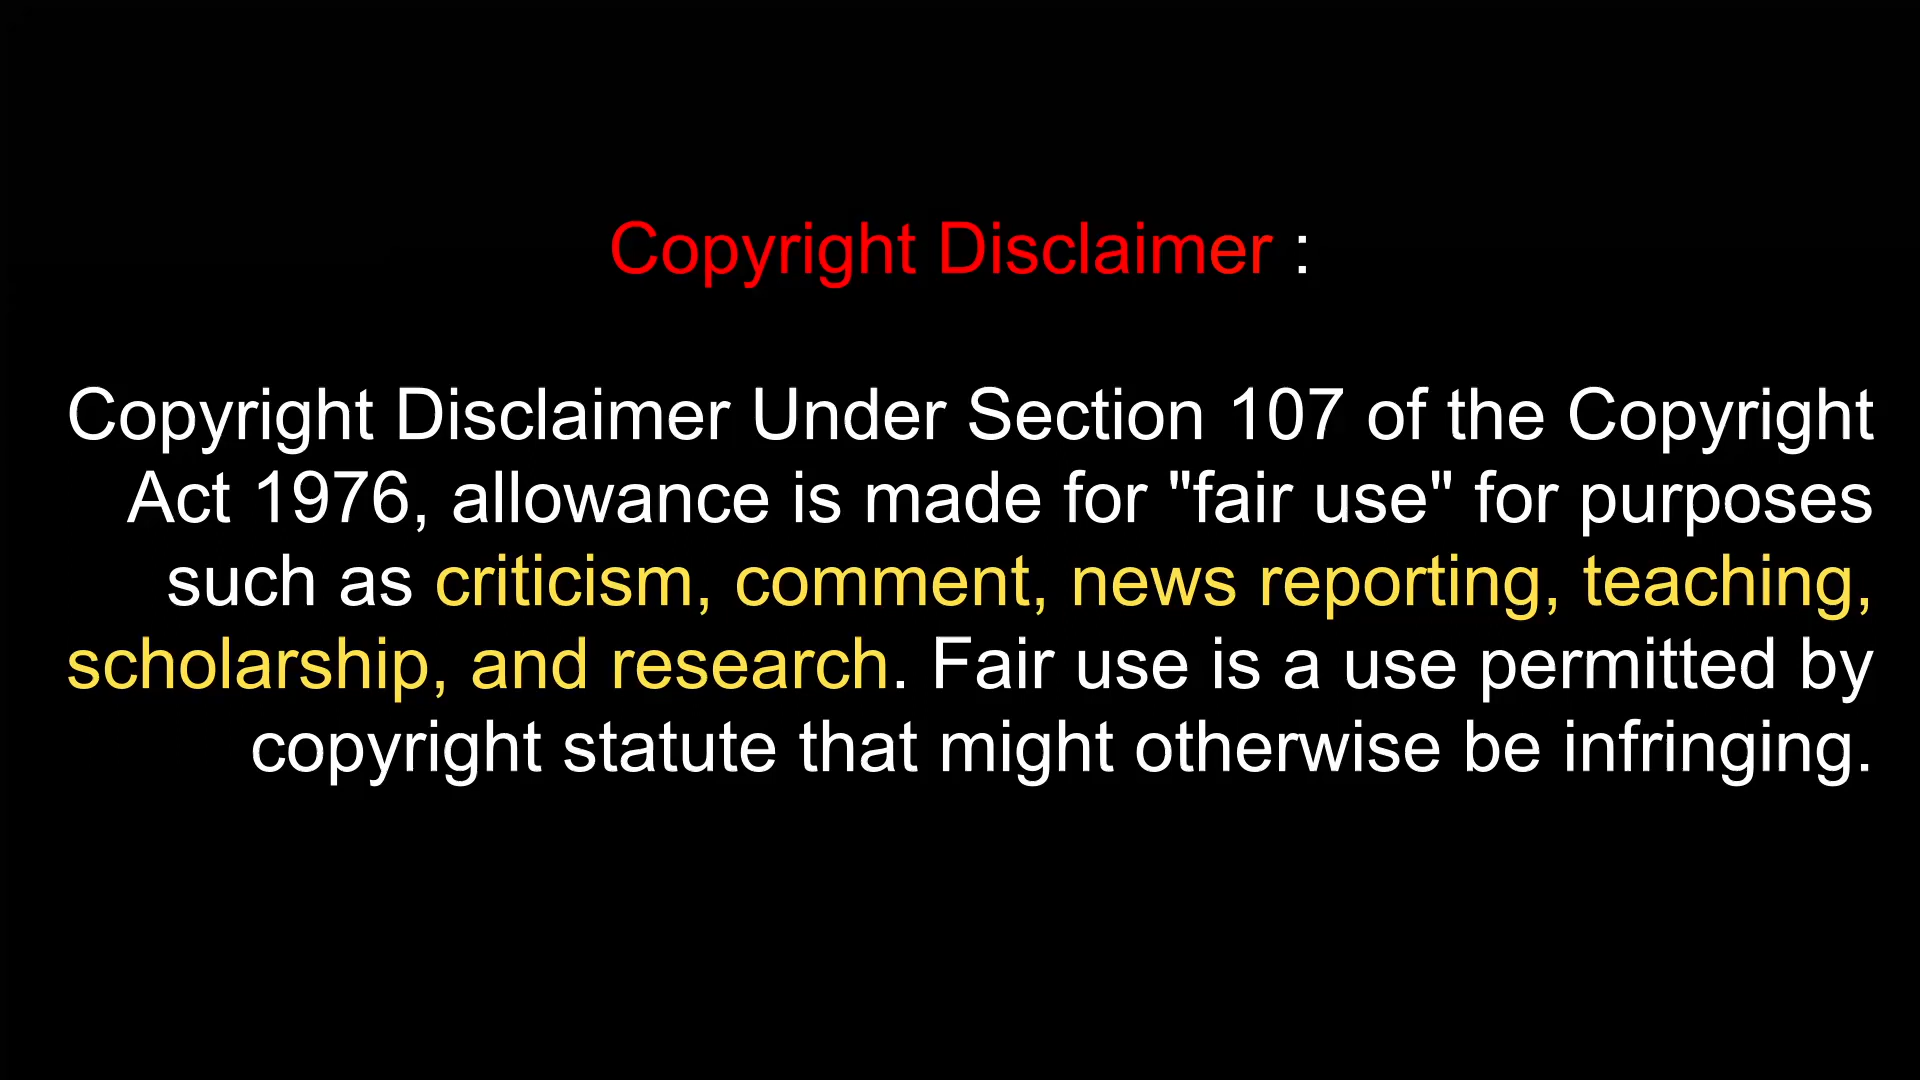 Copyright Disclaimer :
Copyright Disclaimer Under Section 107 of the Copyright
Act 1976, allowance is made for "fair use" for purposes
such as criticism, comment, news reporting, teaching,
scholarship, and research. Fair use is a use permitted by
copyright statute that might otherwise be infringing.